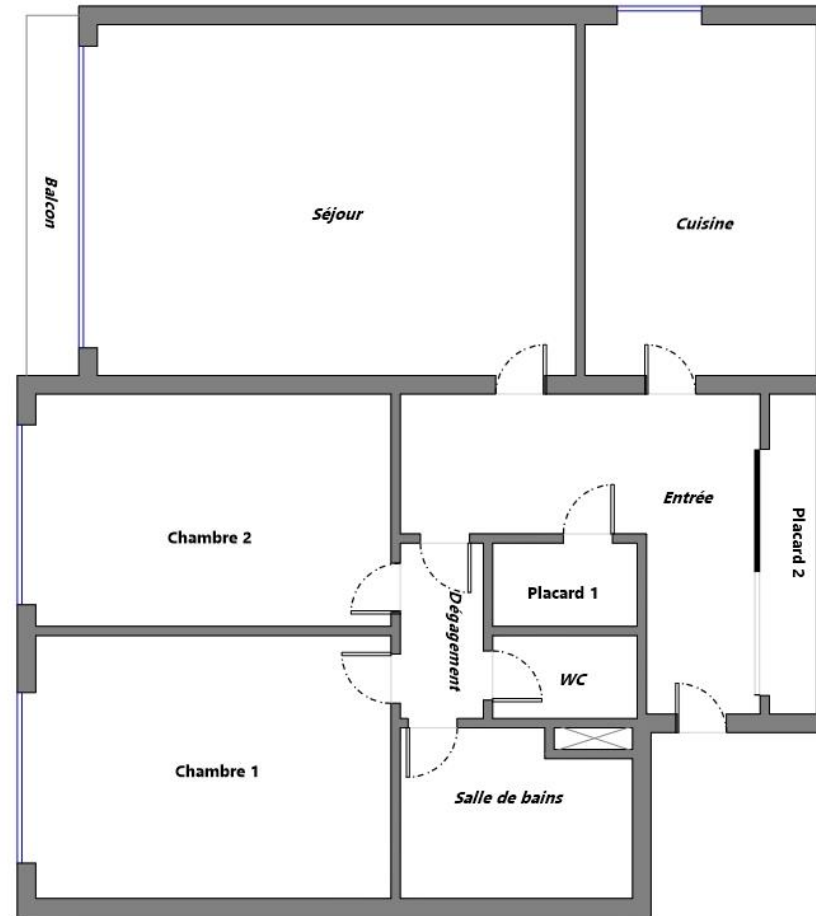 Balcon
Séjour
Cuisine
Entrée
Placard 2
Chambre 2
Placard 1
Dégagement
WC
Chambre 1
Salle de bains